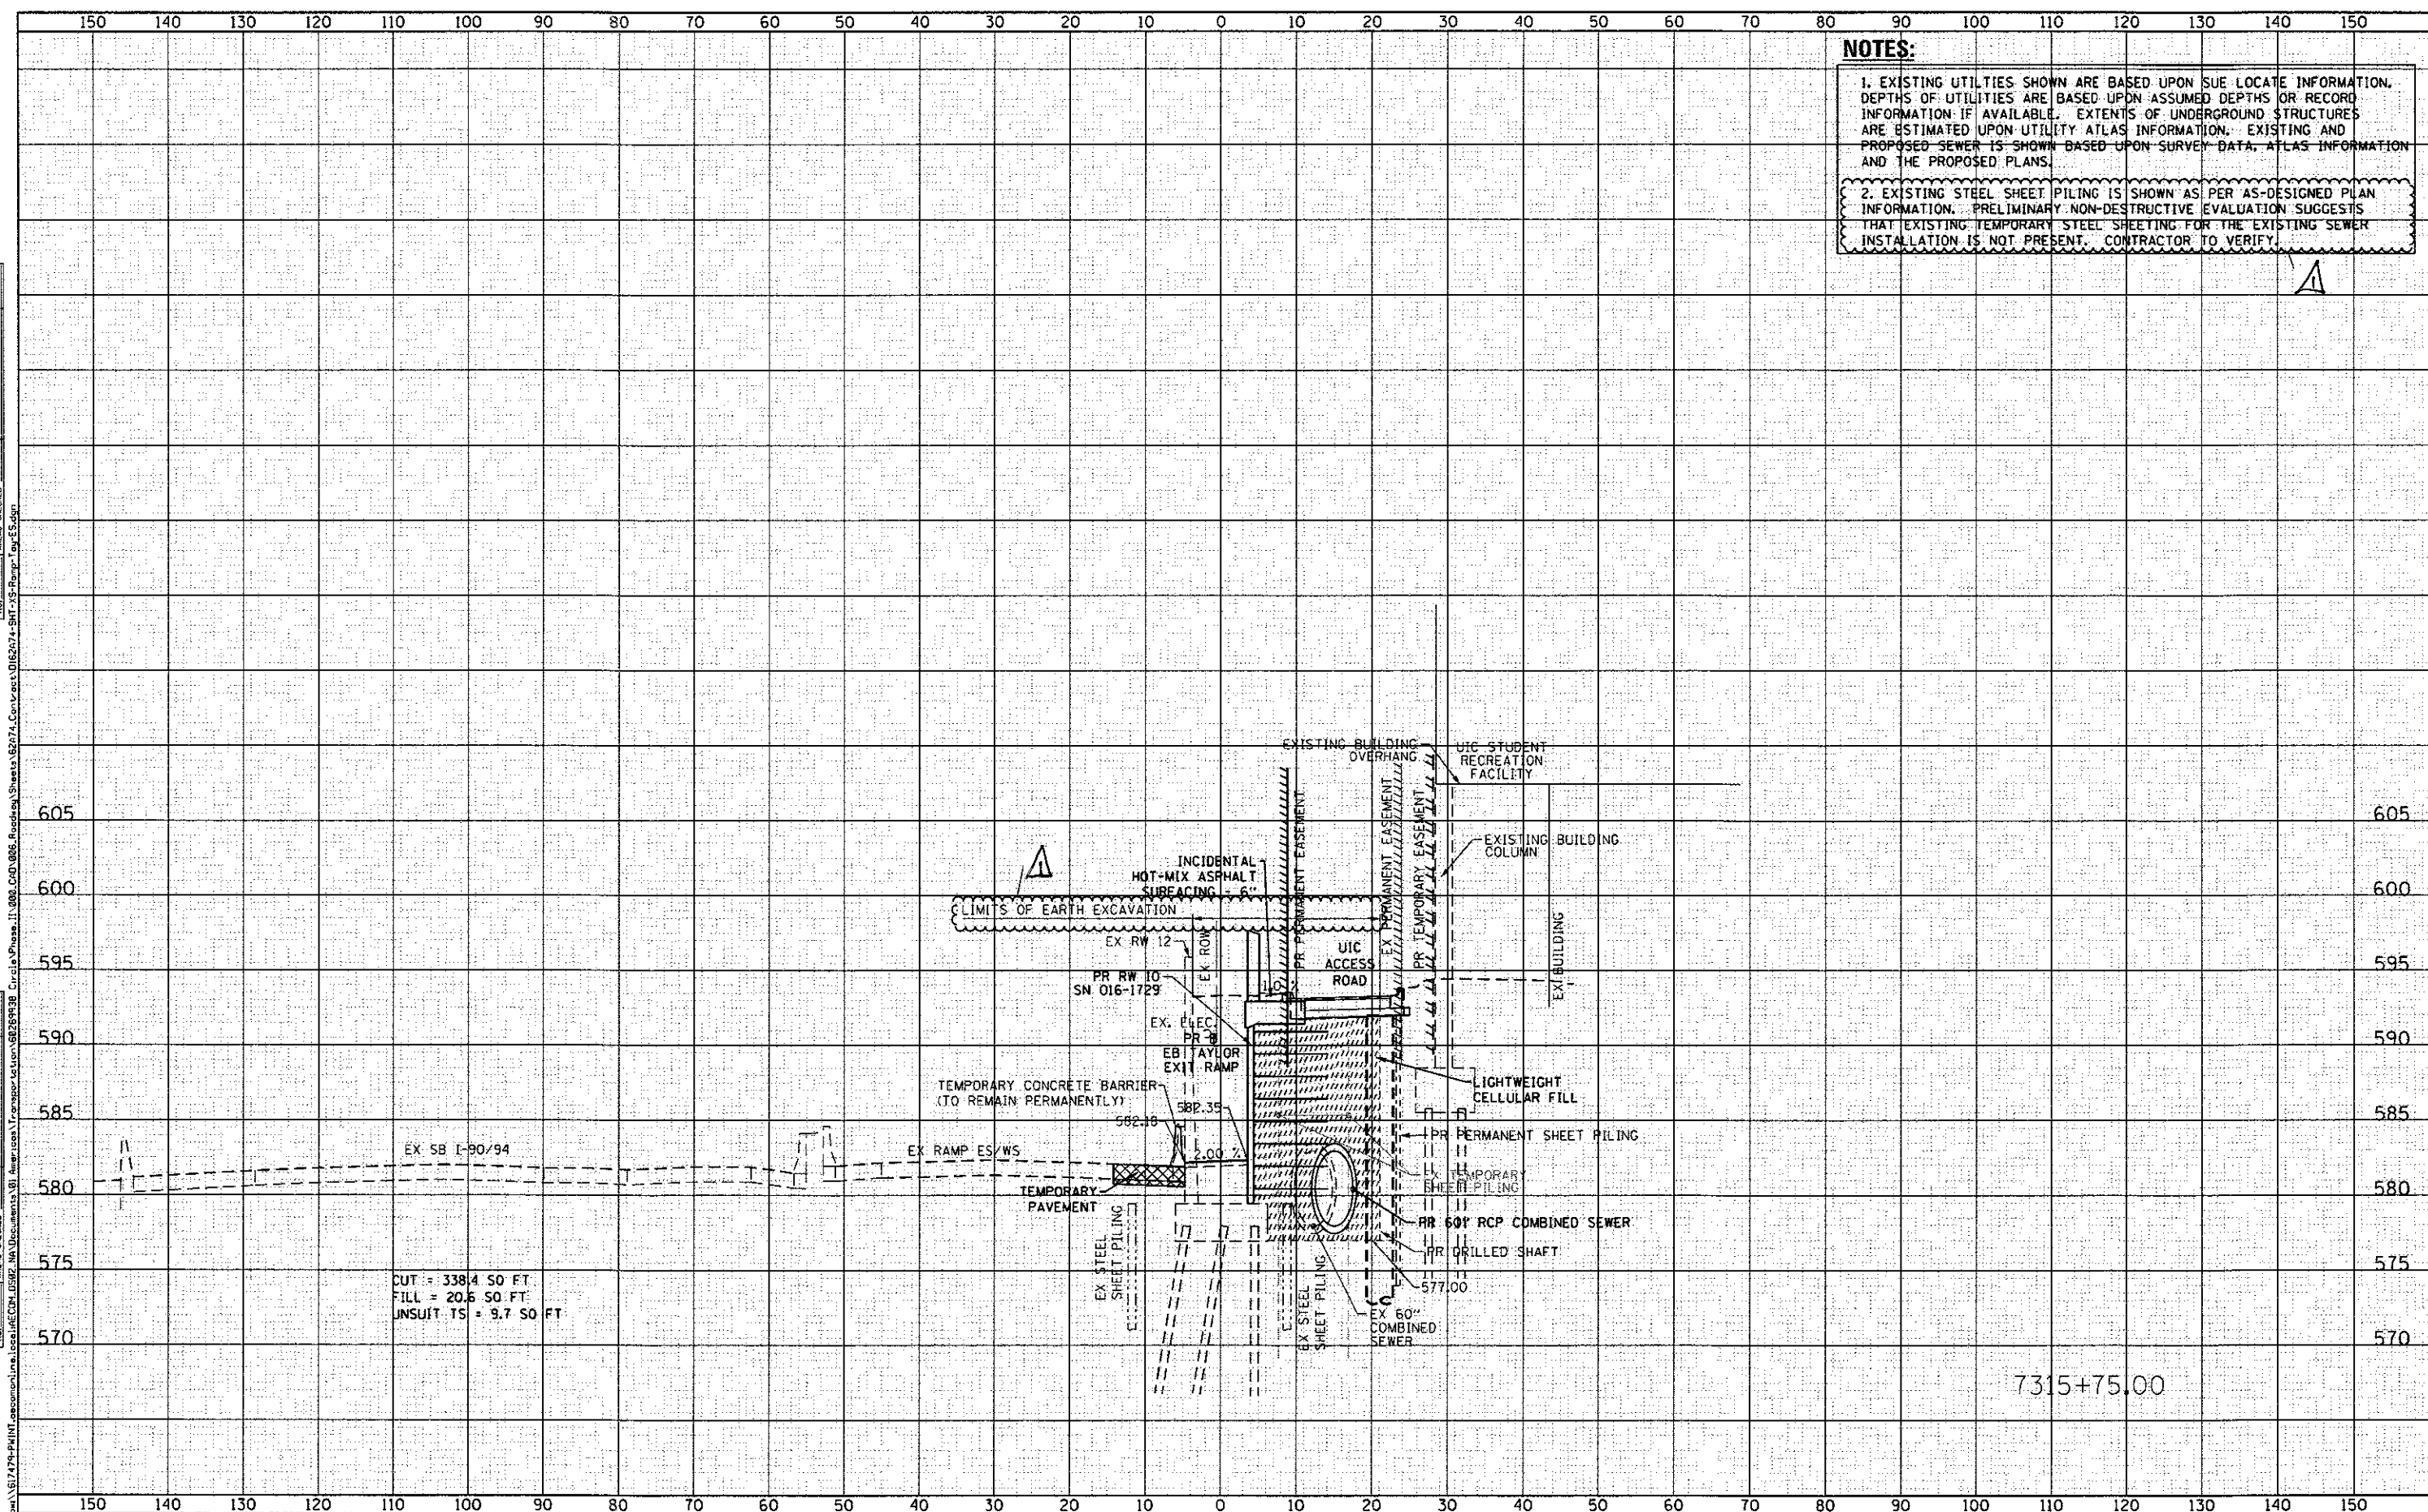 150 140 130 120 110 100 90 80 70 60 50 40 30 20 10 0 10 20 30 40 50 60 70 80 90 100 110 120 130 140 150
NOTES:
1. EXISTING UTILTIES SHOWN ARE BASED UPON SUE LOCATE INFORMATION.
DEPTHS OF UTILITIES ARE BASED UPON ASSUMED DEPTHS OR RECORD
INFORMATION IF AVAILABLE. EXTENTS OF UNDERGROUND STRUCTURES
ARE ESTIMATED UPON UTILITY ATLAS INFORMATION. EXISTING AND
PROPOSED SEWER IS SHOWN BASED UPON SURVEY DATA, ATLAS INFORMATION
AND THE PROPOSED PLANS.
2. EXISTING STEEL SHEET PILING IS SHOWN AS PER AS-DESIGNED PLAN
INFORMATION. PRELIMINARY NON-DESTRUCTIVE EVALUATION SUGGESTS
THAT EXISTING TEMPORARY STEEL SHEETING FOR THE EXISTING SEWER
INSTALLATION IS NOT PRESENT. CONTRACTOR TO VERIFY.
1
EXISTING BUILDING
OVERHANG
UIC STUDENT
RECREATION
FACILITY
605
605
EXISTING BUILDING
COLUMN
1
INCIDENTAL
HOT-MIX ASPHALT
SURFACING - 6"
PR PERMANENT EASEMENT
EX PERMANENT EASEMENT
PR TEMPORARY EASEMENT
600
600
LIMITS OF EARTH EXCAVATION
EX RW 12
EX ROW
UIC
ACCESS
ROAD
EX BUILDING
595
595
PR RW 10
SN 016-1729
EX. ELEC.
PR B
EB TAYLOR
EXIT RAMP
590
590
LIGHTWEIGHT
CELLULAR FILL
TEMPORARY CONCRETE BARRIER
(TO REMAIN PERMANENTLY)
582.35
582.18
585
585
PR PERMANENT SHEET PILING
EX SB I-90/94
EX RAMP ES/WS
2.00 %
EX TEMPORARY
SHEET PILING
580
580
TEMPORARY
PAVEMENT
PR 60" RCP COMBINED SEWER
PR DRILLED SHAFT
577.00
EX STEEL
SHEET PILING
EX STEEL
SHEET PILING
575
575
CUT = 338.4 SQ FT
FILL = 20.6 SQ FT
UNSUIT TS = 9.7 SQ FT
EX 60"
COMBINED
SEWER
570
570
7315+75.00
150 140 130 120 110 100 90 80 70 60 50 40 30 20 10 0 10 20 30 40 50 60 70 80 90 100 110 120 130 140 150